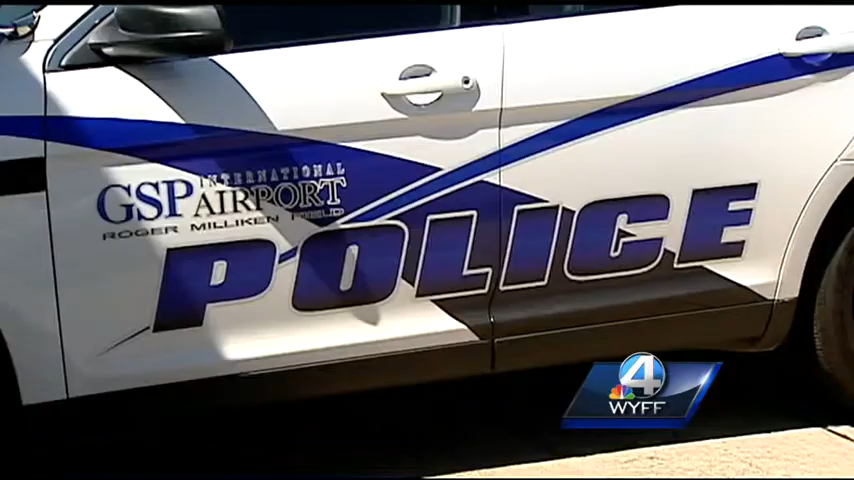 GSP INTERNATIONAL AIRPORT
ROGER MILLIKEN FIELD
POLICE
4
WYFF